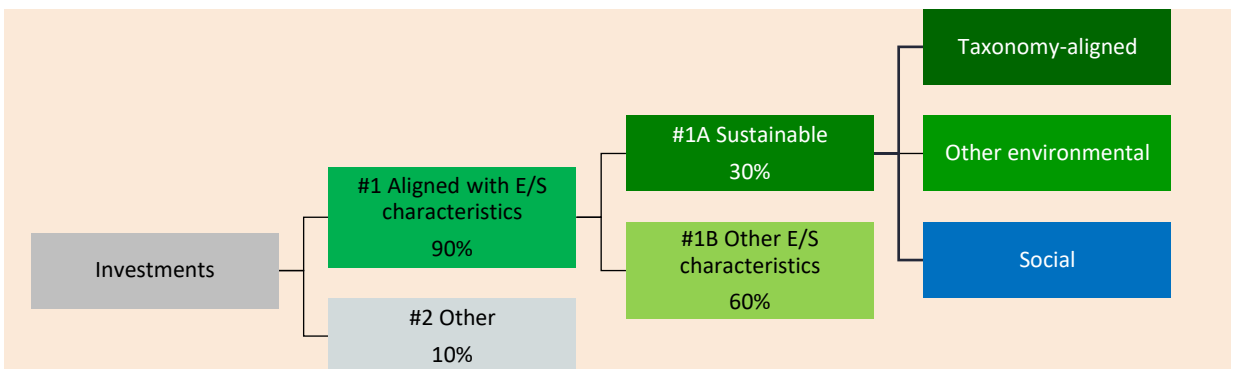 Investments
#1 Aligned with E/S
characteristics
90%
#2 Other
10%
#1A Sustainable
30%
#1B Other E/S
characteristics
60%
Taxonomy-aligned
Other environmental
Social